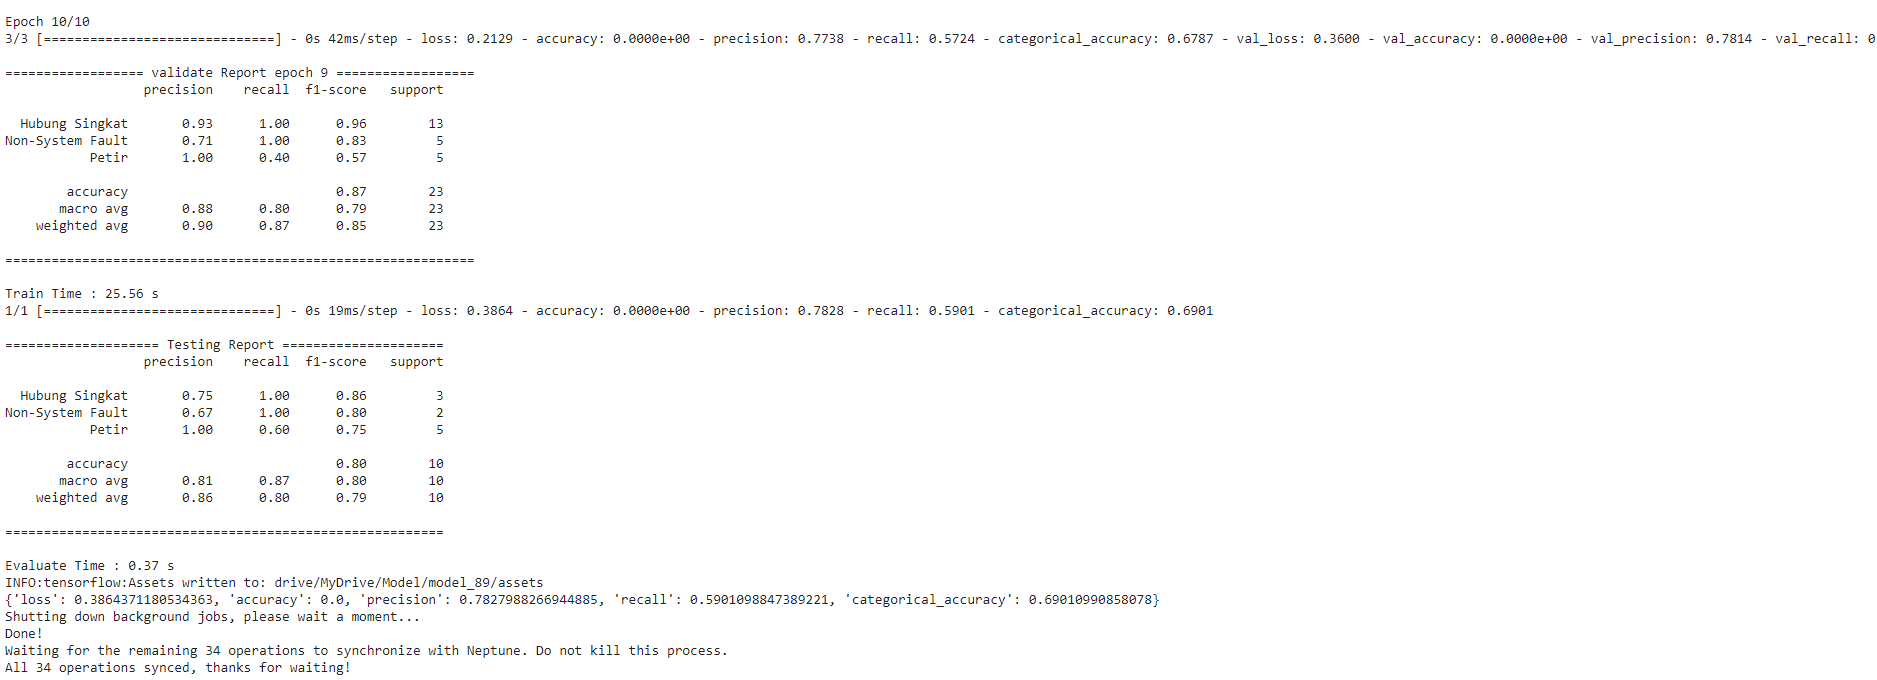 Epoch 10/10
3/3 [==============================] - 0s 42ms/step - loss: 0.2129 - accuracy: 0.0000e+00 - precision: 0.7738 - recall: 0.5724 - categorical_accuracy: 0.6787 - val_loss: 0.3600 - val_accuracy: 0.0000e+00 - val_precision: 0.7814 - val_recall: 0
================== validate Report epoch 9 ==================
precision recall f1-score support
Hubung Singkat 0.93 1.00 0.96 13
Non-System Fault 0.71 1.00 0.83 5
Petir 1.00 0.40 0.57 5
accuracy 0.87 23
macro avg 0.88 0.80 0.79 23
weighted avg 0.90 0.87 0.85 23
=============================================================
Train Time : 25.56 s
1/1 [==============================] - 0s 19ms/step - loss: 0.3864 - accuracy: 0.0000e+00 - precision: 0.7828 - recall: 0.5901 - categorical_accuracy: 0.6901
==================== Testing Report =====================
precision recall f1-score support
Hubung Singkat 0.75 1.00 0.86 3
Non-System Fault 0.67 1.00 0.80 2
Petir 1.00 0.60 0.75 5
accuracy 0.80 10
macro avg 0.81 0.87 0.80 10
weighted avg 0.86 0.80 0.79 10
=========================================================
Evaluate Time : 0.37 s
INFO:tensorflow:Assets written to: drive/MyDrive/Model/model_89/assets
{'loss': 0.3864371180534363, 'accuracy': 0.0, 'precision': 0.7827988266944885, 'recall': 0.5901098847389221, 'categorical_accuracy': 0.69010990858078}
Shutting down background jobs, please wait a moment...
Done!
Waiting for the remaining 34 operations to synchronize with Neptune. Do not kill this process.
All 34 operations synced, thanks for waiting!